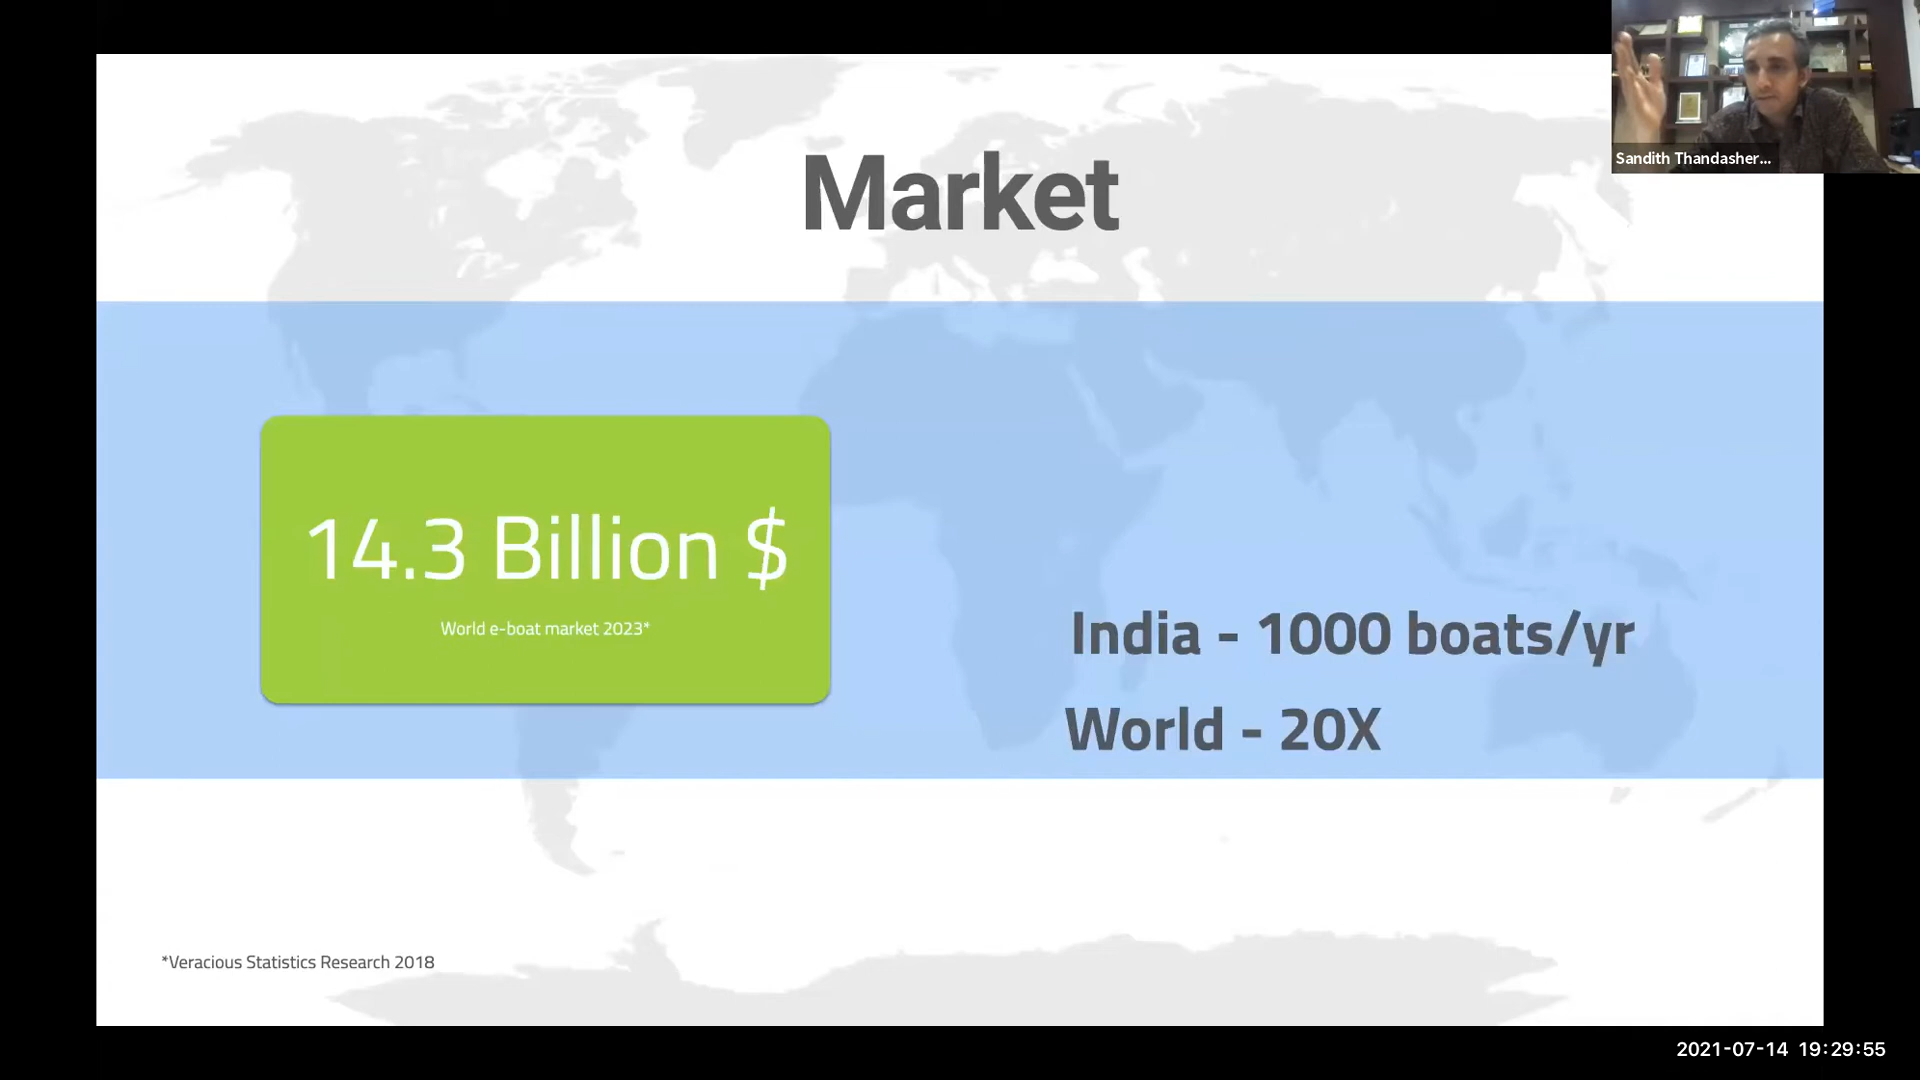 Sandith Thandasher...
Market
14.3 Billion $
World e-boat market 2023*
India - 1000 boats/yr
World - 20X
*Veracious Statistics Research 2018
2021-07-14 19:29:55